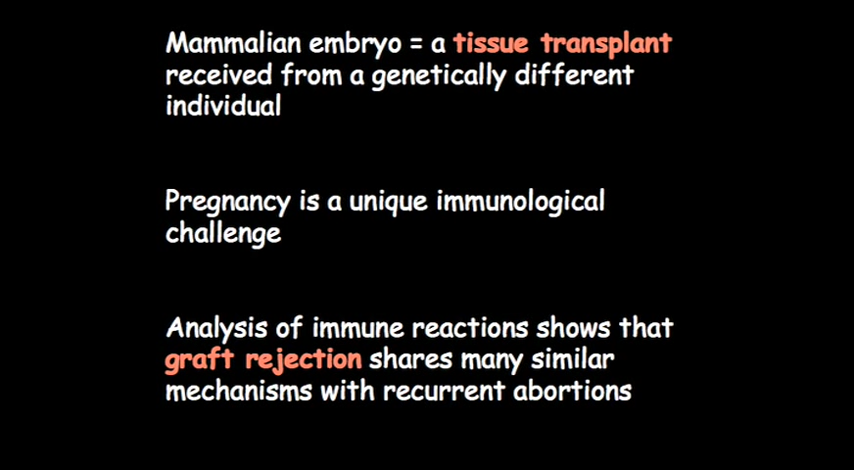 Mammalian embryo = a tissue transplant
received from a genetically different
individual
Pregnancy is a unique immunological
challenge
Analysis of immune reactions shows that
graft rejection shares many similar
mechanisms with recurrent abortions